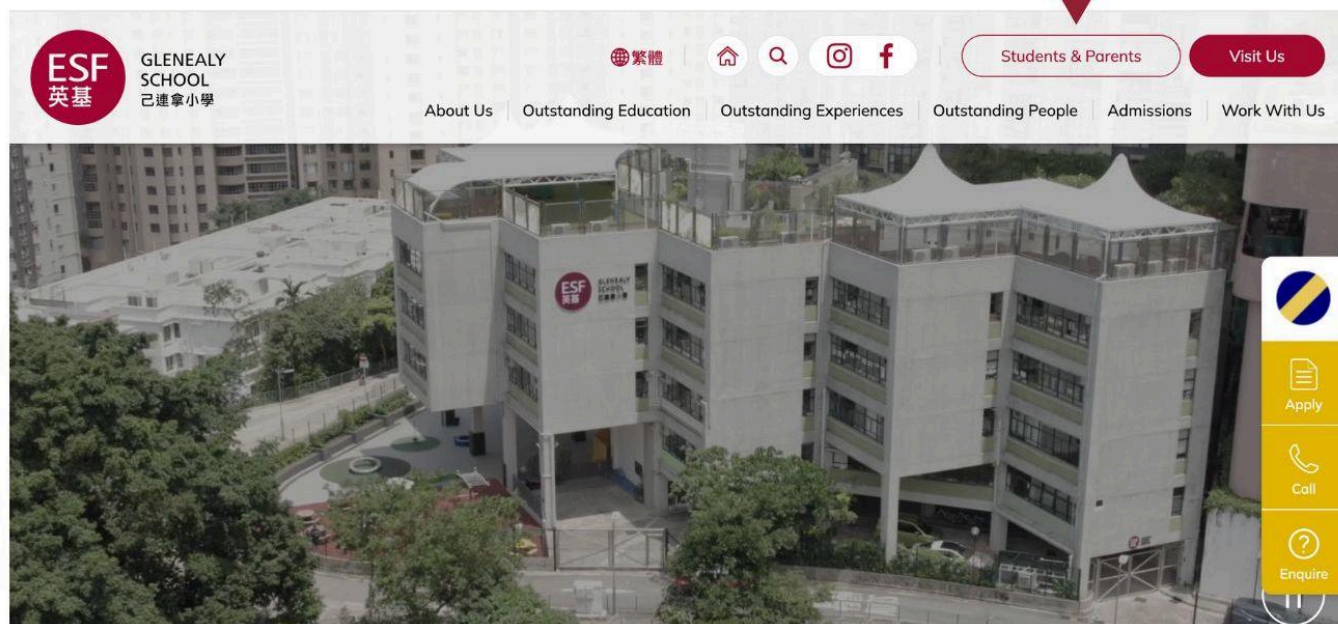 ESF
英基
GLENEALY
SCHOOL
己連拿小學
繁體
Students & Parents
Visit Us
About Us
Outstanding Education
Outstanding Experiences
Outstanding People
Admissions
Work With Us
ESF
英基
GLENEALY
SCHOOL
己連拿小學
Apply
Call
Enquire